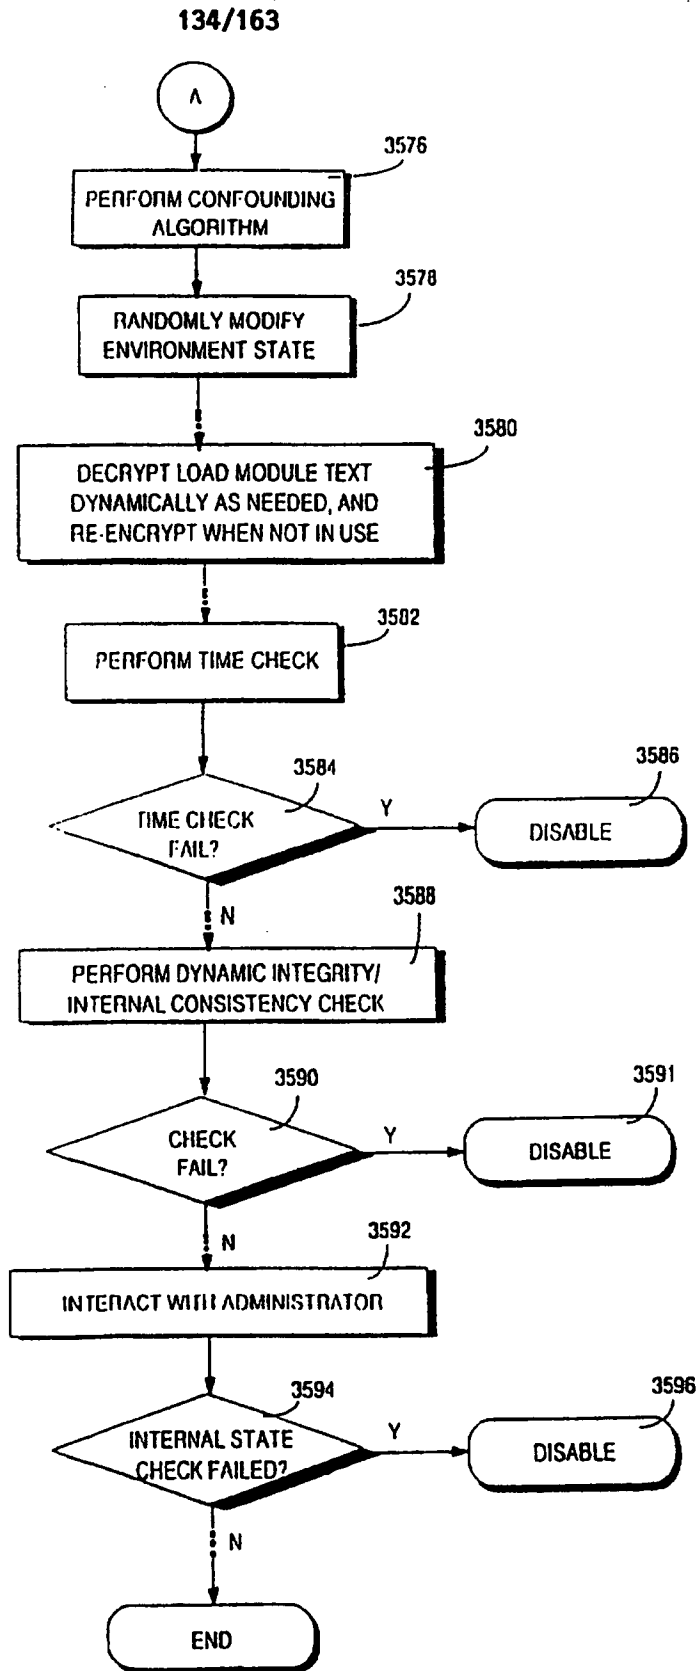 134/163
A
3576
PERFORM CONFOUNDING
ALGORITHM
3578
RANDOMLY MODIFY
ENVIRONMENT STATE
3580
DECRYPT LOAD MODULE TEXT
DYNAMICALLY AS NEEDED, AND
RE-ENCRYPT WHEN NOT IN USE
3582
PERFORM TIME CHECK
3584
TIME CHECK
FAIL?
Y
3586
DISABLE
N
3588
PERFORM DYNAMIC INTEGRITY/
INTERNAL CONSISTENCY CHECK
3590
CHECK
FAIL?
Y
3591
DISABLE
N
3592
INTERACT WITH ADMINISTRATOR
3594
INTERNAL STATE
CHECK FAILED?
Y
3596
DISABLE
N
END